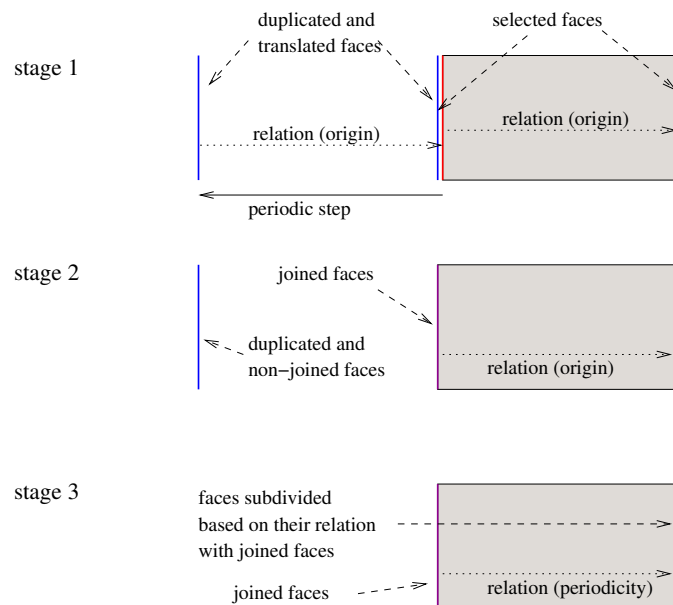 stage 1
duplicated and
translated faces
selected faces
relation (origin)
relation (origin)
periodic step
stage 2
joined faces
duplicated and
non−joined faces
relation (origin)
stage 3
faces subdivided
based on their relation
with joined faces
joined faces
relation (periodicity)